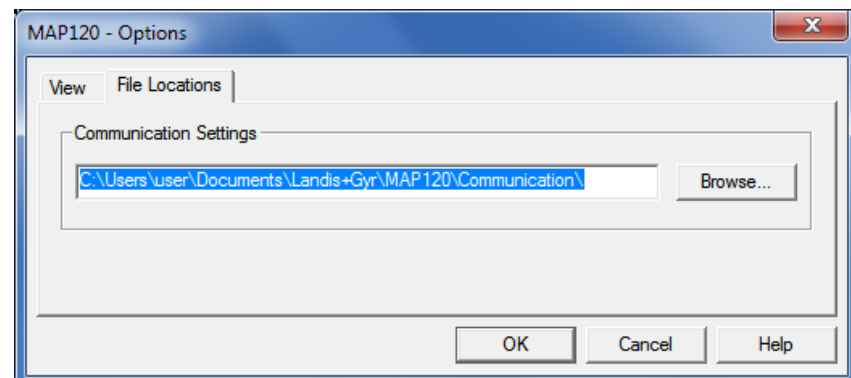 MAP120 - Options
View File Locations
Communication Settings
C:\Users\user\Documents\Landis+Gyr\MAP120\Communication\
Browse...
OK Cancel Help